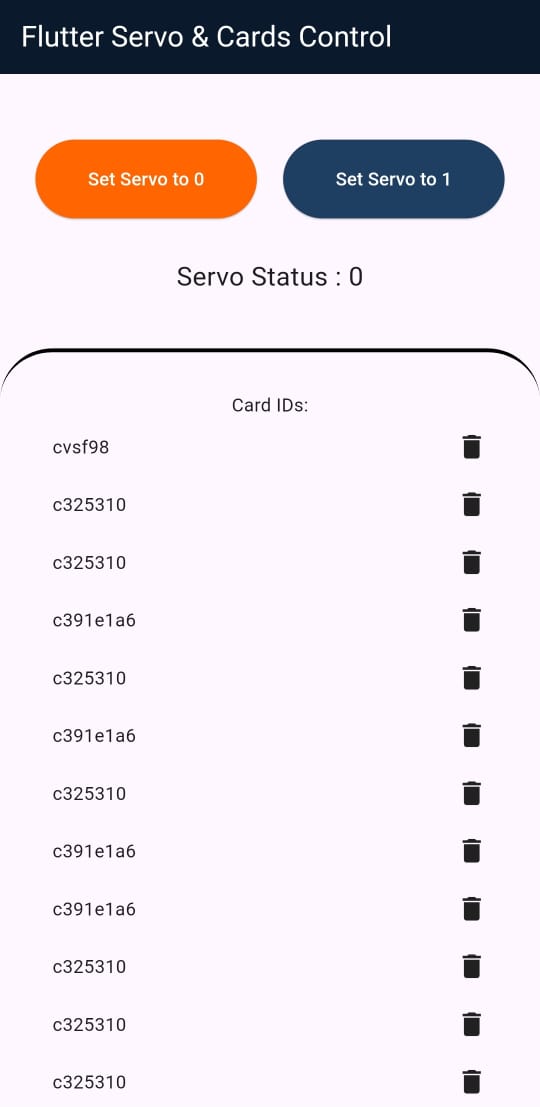 Flutter Servo & Cards Control
Set Servo to 0 Set Servo to 1
Servo Status : 0
Card IDs:
cvsf98
c325310
c325310
c391e1a6
c325310
c391e1a6
c325310
c391e1a6
c391e1a6
c325310
c325310
c325310